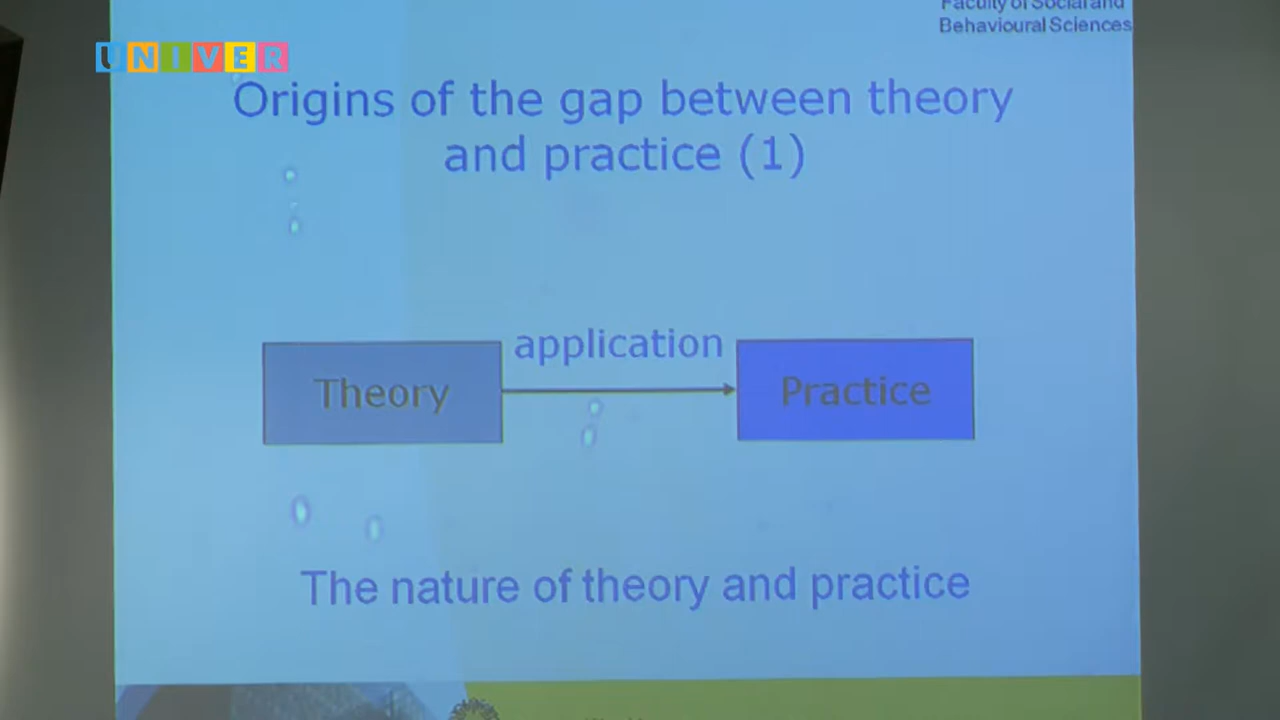 Faculty of Social and
Behavioural Sciences
UNIVER
Origins of the gap between theory
and practice (1)
application
Theory
Practice
The nature of theory and practice